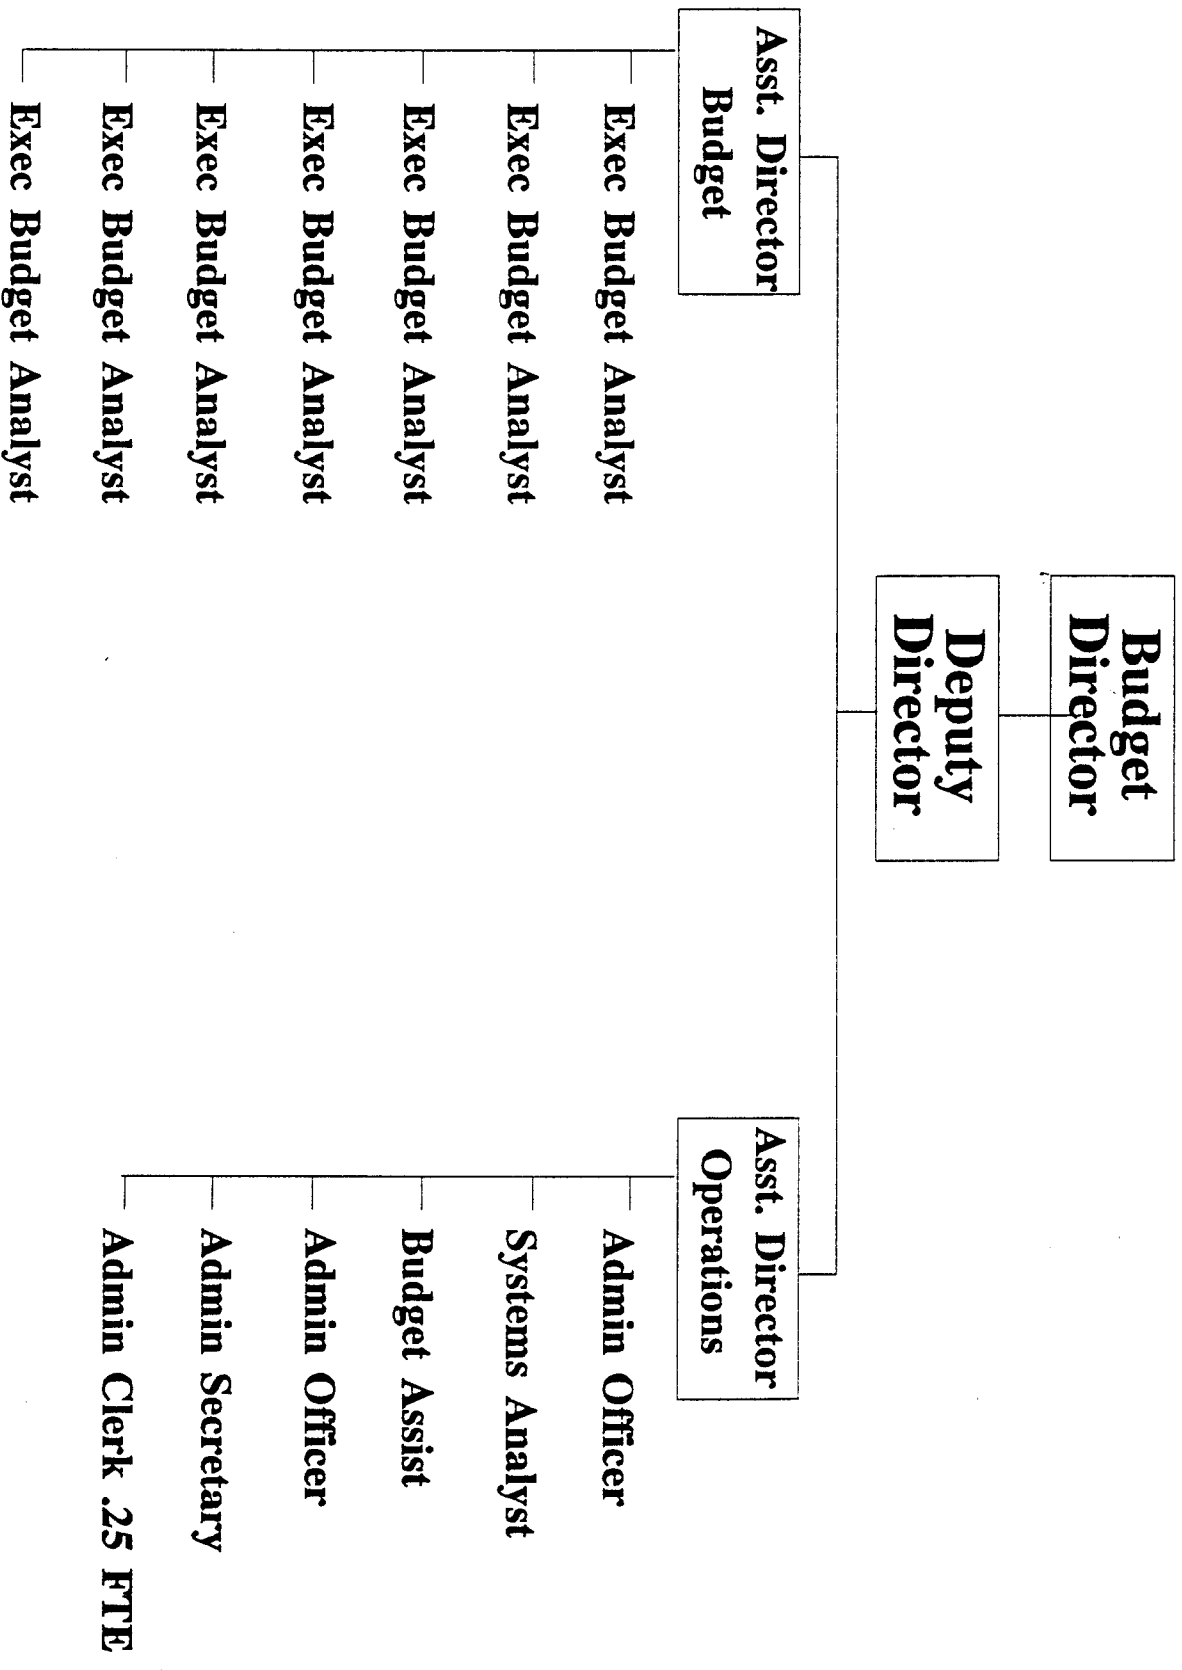 Budget
Director
Deputy
Director
Asst. Director
Budget
Exec Budget Analyst
Exec Budget Analyst
Exec Budget Analyst
Exec Budget Analyst
Exec Budget Analyst
Exec Budget Analyst
Exec Budget Analyst
Asst. Director
Operations
Admin Officer
Systems Analyst
Budget Assist
Admin Officer
Admin Secretary
Admin Clerk .25 FTE